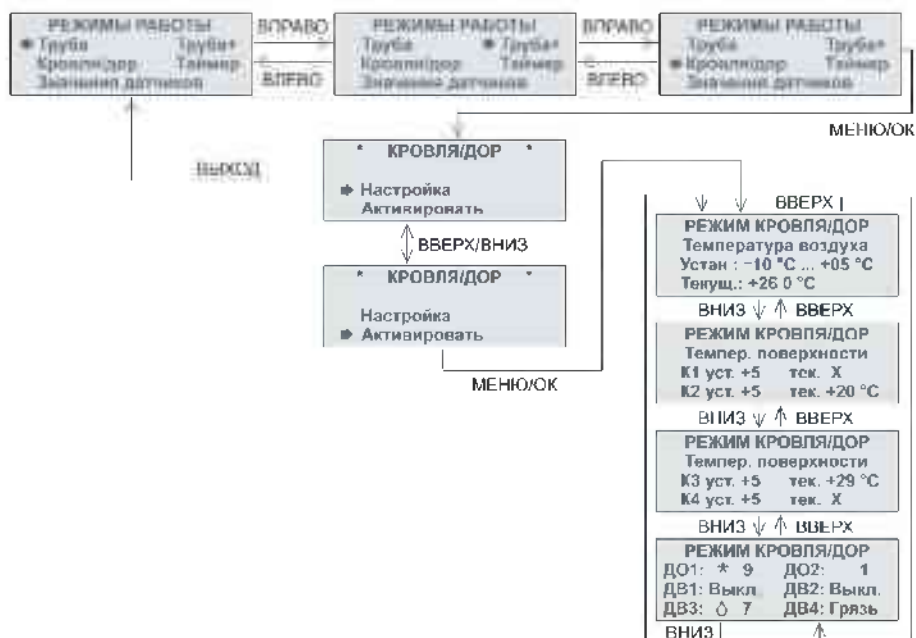 РЕЖИМЫ РАБОТЫ
Труба Труба+
Кровля/дор Таймер
Значения датчиков
ВПРАВО
ВЛЕВО
РЕЖИМЫ РАБОТЫ
Труба Труба+
Кровля/дор Таймер
Значения датчиков
ВПРАВО
ВЛЕВО
РЕЖИМЫ РАБОТЫ
Труба Труба+
Кровля/дор Таймер
Значения датчиков
МЕНЮ/ОК
ВЫХОД
* КРОВЛЯ/ДОР *
Настройка
Активировать
ВВЕРХ/ВНИЗ
* КРОВЛЯ/ДОР *
Настройка
Активировать
МЕНЮ/ОК
ВВЕРХ
РЕЖИМ КРОВЛЯ/ДОР
Температура воздуха
Устан : -10 °C ... +05 °C
Текущ.: +26 0 °C
ВНИЗ ВВЕРХ
РЕЖИМ КРОВЛЯ/ДОР
Темпер. поверхности
К1 уст. +5 тек. X
К2 уст. +5 тек. +20 °C
ВНИЗ ВВЕРХ
РЕЖИМ КРОВЛЯ/ДОР
Темпер. поверхности
К3 уст. +5 тек. +29 °C
К4 уст. +5 тек. X
ВНИЗ ВВЕРХ
РЕЖИМ КРОВЛЯ/ДОР
ДО1: * 9 ДО2: 1
ДВ1: Выкл. ДВ2: Выкл.
ДВ3: 7 ДВ4: Грязь
ВНИЗ